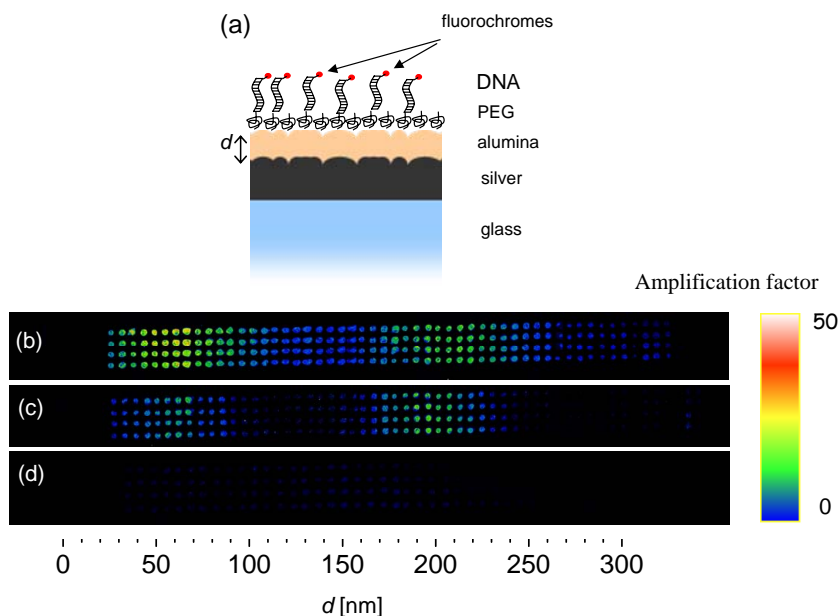 (a)
fluorochromes
DNA
PEG
d
alumina
silver
glass
Amplification factor
(b)
50
(c)
(d)
0
0 50 100 150 200 250 300
d [nm]